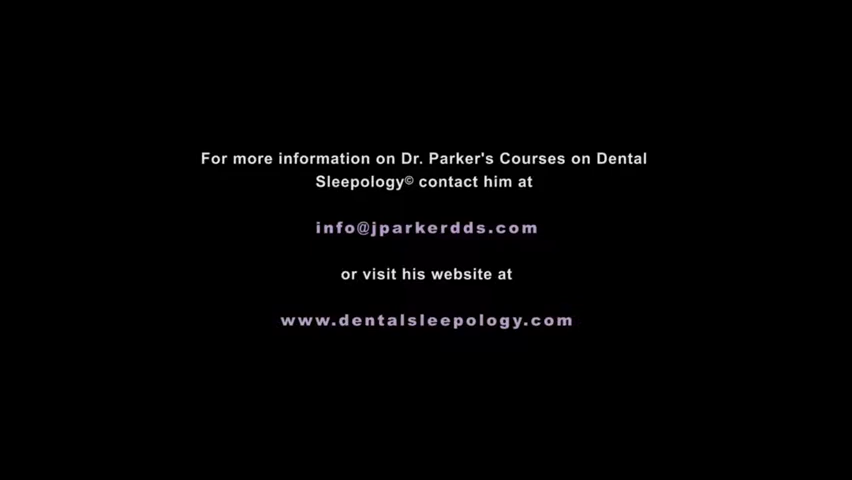 For more information on Dr. Parker's Courses on Dental
Sleepology© contact him at
info@jparkerdds.com
or visit his website at
www.dentalsleepology.com